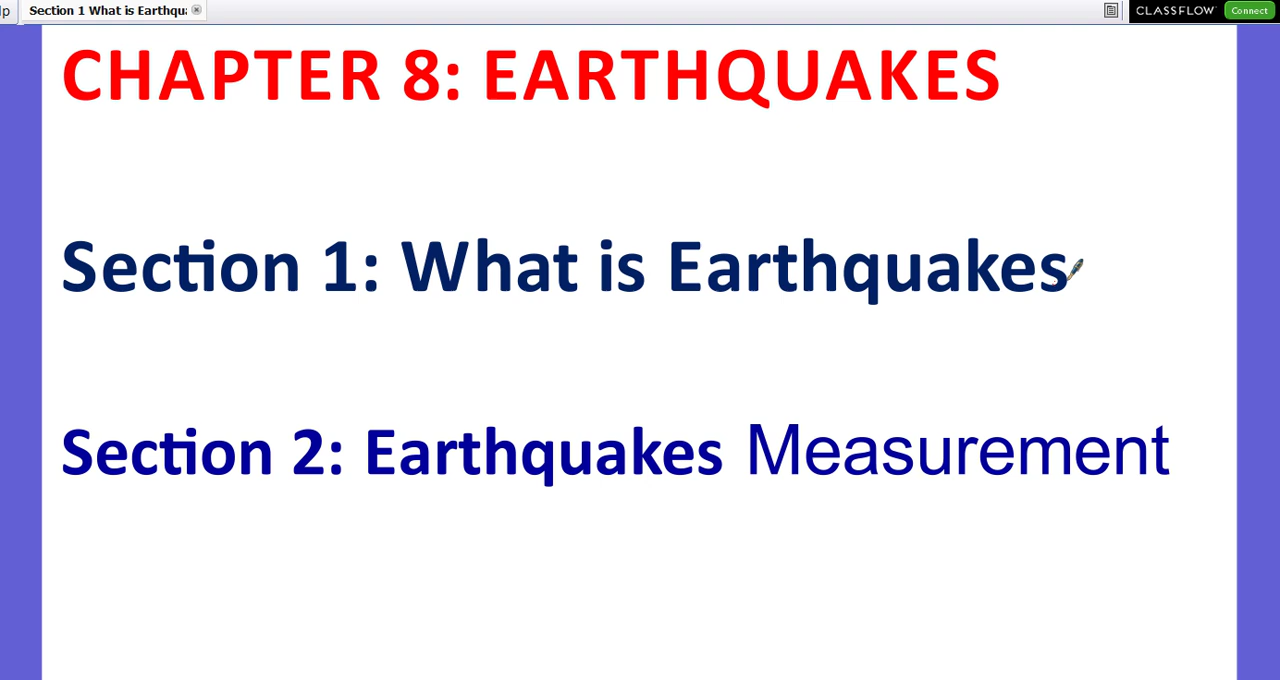 lp
Section 1 What is Earthqu
CLASSFLOW
Connect
CHAPTER 8: EARTHQUAKES
Section 1: What is Earthquakes
Section 2: Earthquakes Measurement